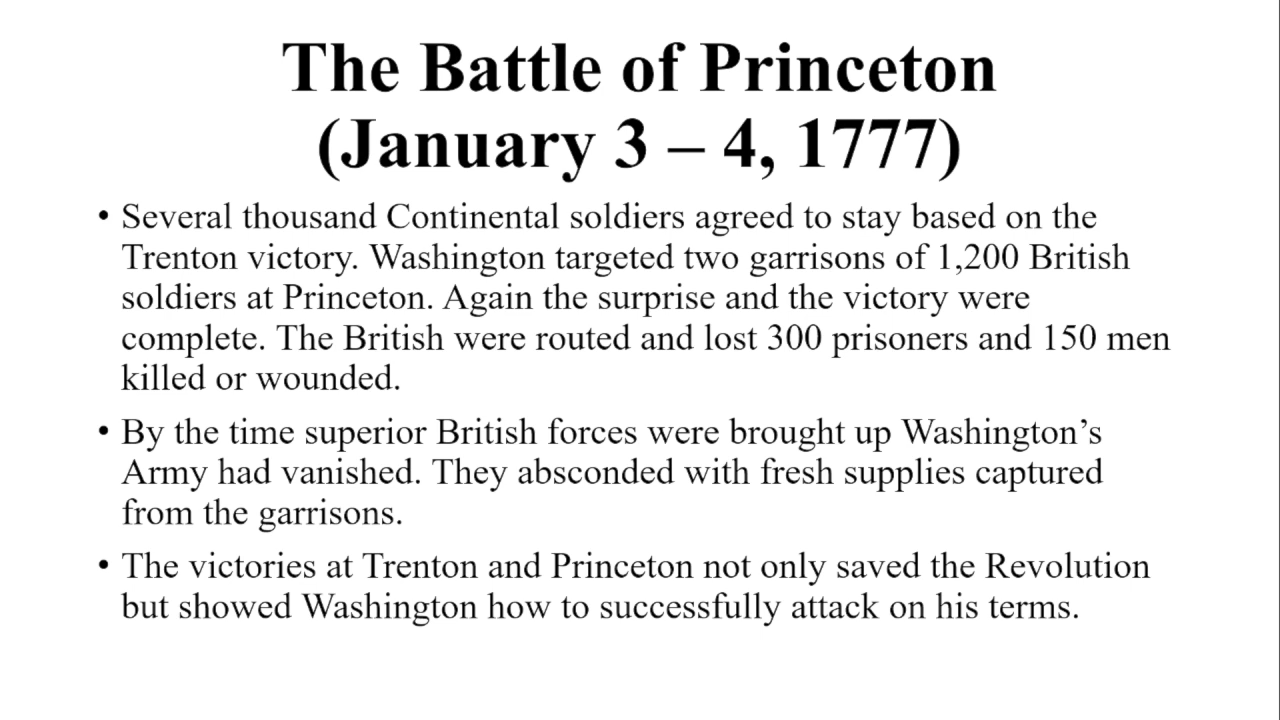 The Battle of Princeton
(January 3 – 4, 1777)
• Several thousand Continental soldiers agreed to stay based on the
Trenton victory. Washington targeted two garrisons of 1,200 British
soldiers at Princeton. Again the surprise and the victory were
complete. The British were routed and lost 300 prisoners and 150 men
killed or wounded.
• By the time superior British forces were brought up Washington’s
Army had vanished. They absconded with fresh supplies captured
from the garrisons.
• The victories at Trenton and Princeton not only saved the Revolution
but showed Washington how to successfully attack on his terms.